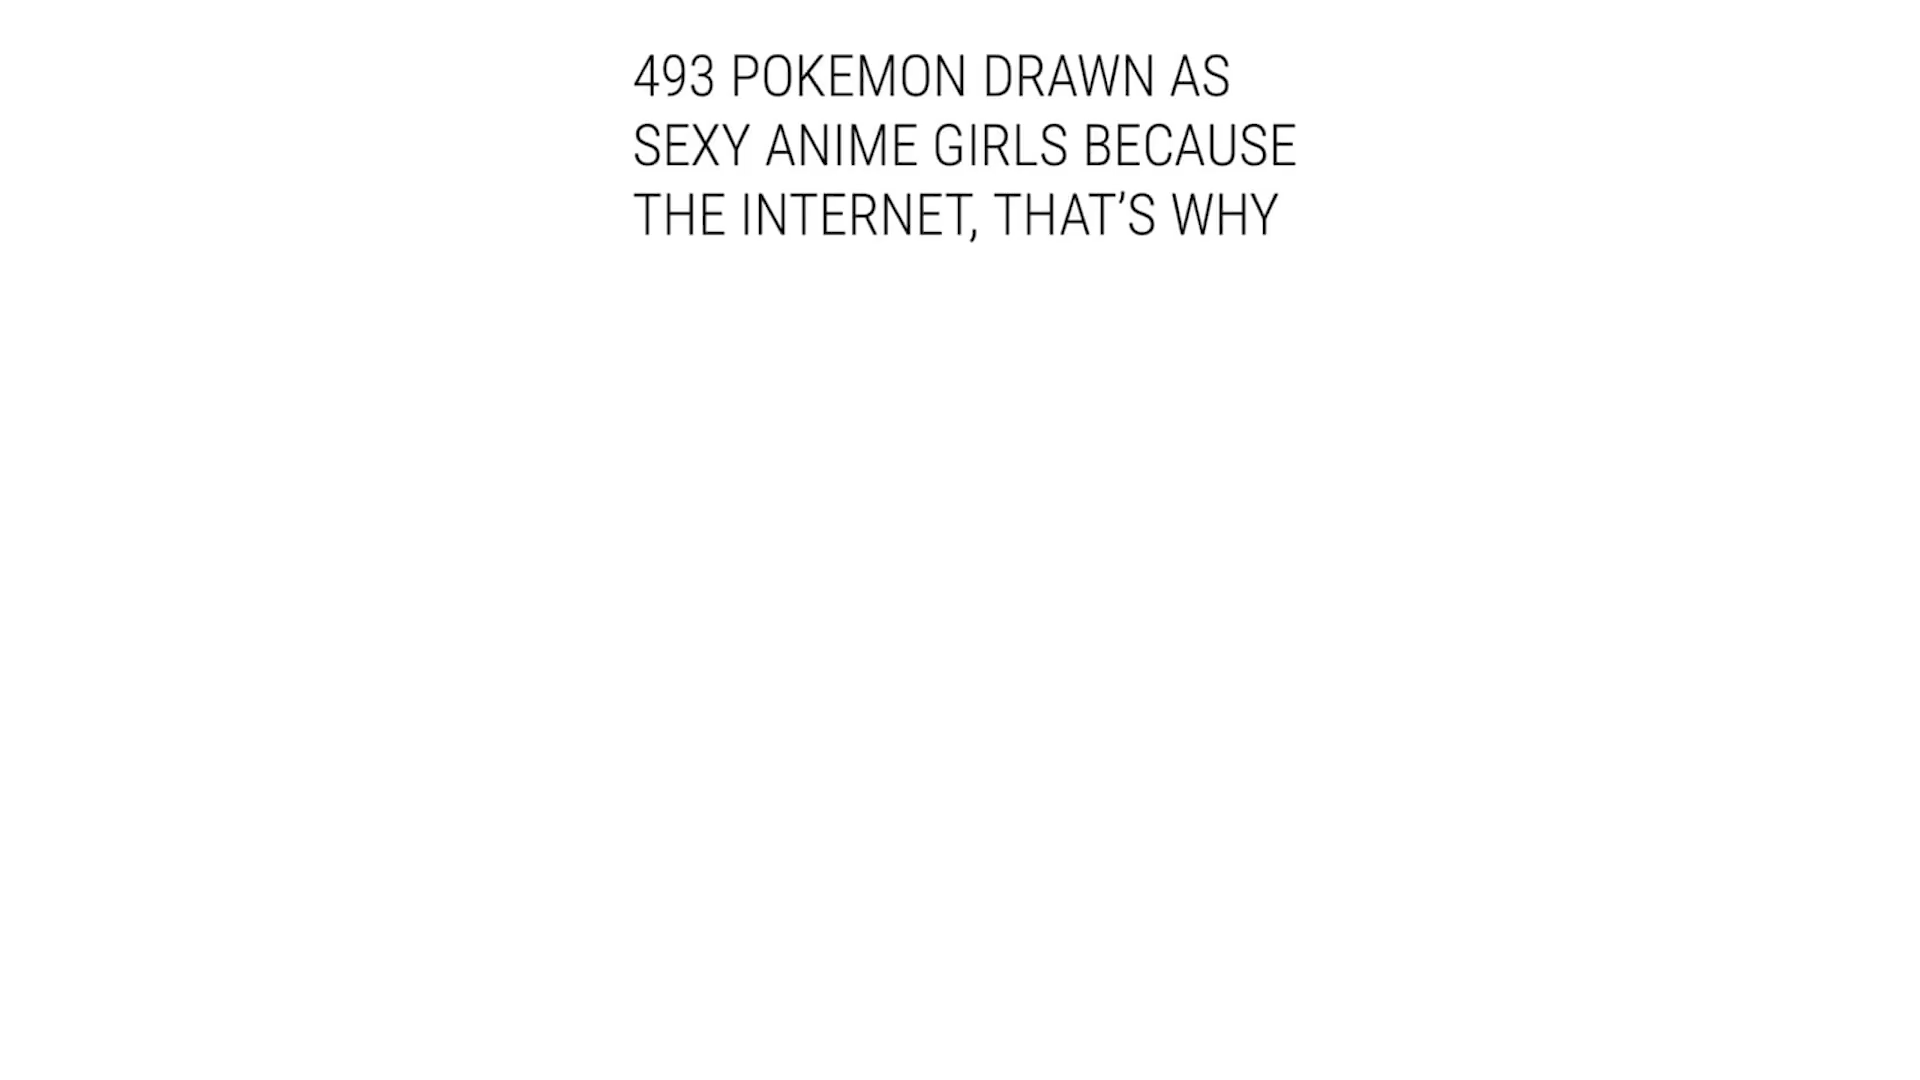 493 POKEMON DRAWN AS
SEXY ANIME GIRLS BECAUSE
THE INTERNET, THAT’S WHY